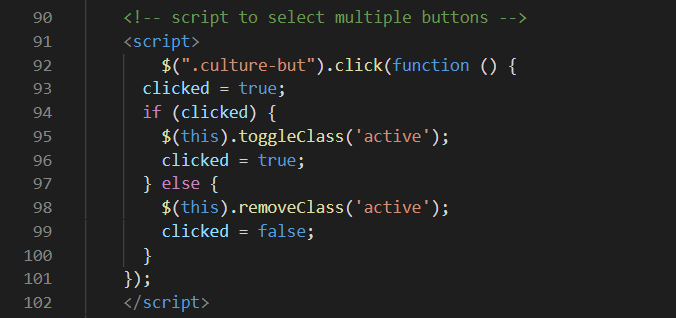 90 <!-- script to select multiple buttons -->
91 <script>
92 $(".culture-but").click(function () {
93 clicked = true;
94 if (clicked) {
95 $(this).toggleClass('active');
96 clicked = true;
97 } else {
98 $(this).removeClass('active');
99 clicked = false;
100 }
101 });
102 </script>